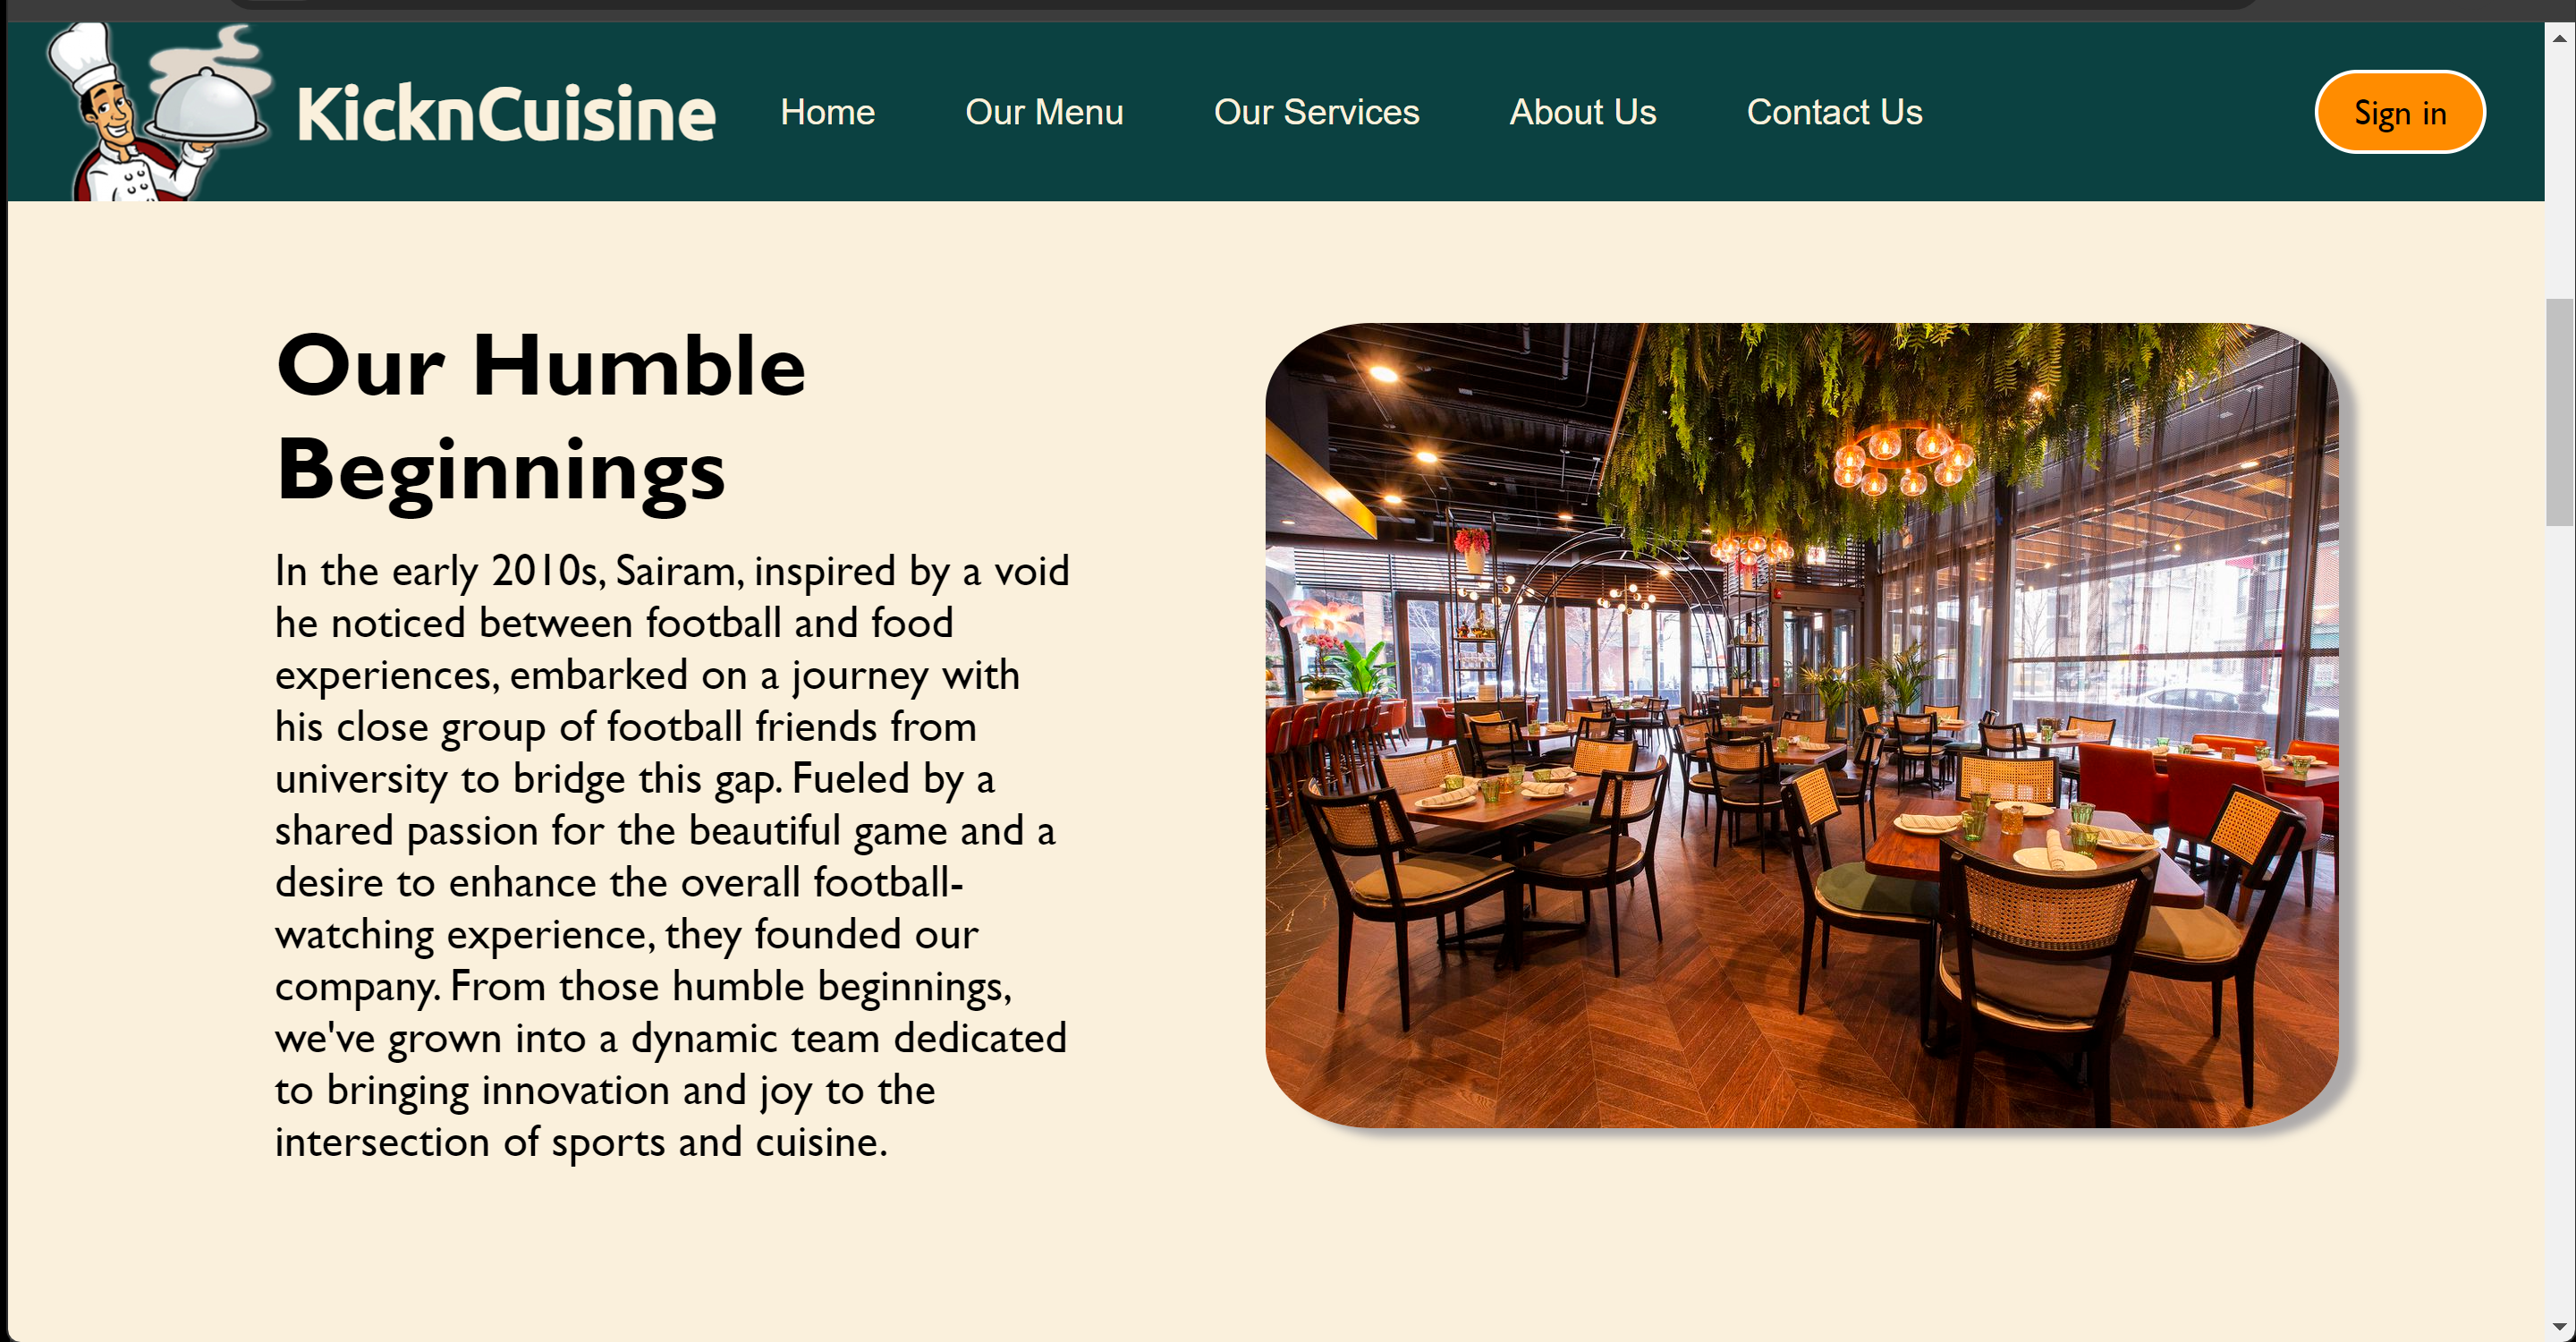 KicknCuisine
Home
Our Menu
Our Services
About Us
Contact Us
Sign in
Our Humble
Beginnings
In the early 2010s, Sairam, inspired by a void
he noticed between football and food
experiences, embarked on a journey with
his close group of football friends from
university to bridge this gap. Fueled by a
shared passion for the beautiful game and a
desire to enhance the overall football-
watching experience, they founded our
company. From those humble beginnings,
we've grown into a dynamic team dedicated
to bringing innovation and joy to the
intersection of sports and cuisine.